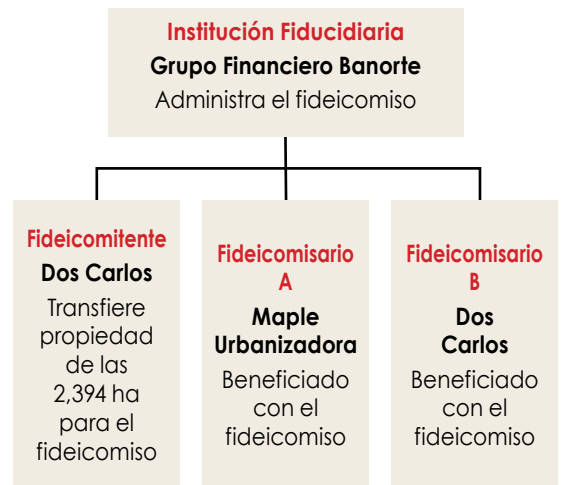 Institución Fiducidiaria
Grupo Financiero Banorte
Administra el fideicomiso
Fideicomitente
Dos Carlos
Transfiere
propiedad
de las
2,394 ha
para el
fideicomiso
Fideicomisario
A
Maple
Urbanizadora
Beneficiado
con el
fideicomiso
Fideicomisario
B
Dos
Carlos
Beneficiado
con el
fideicomiso